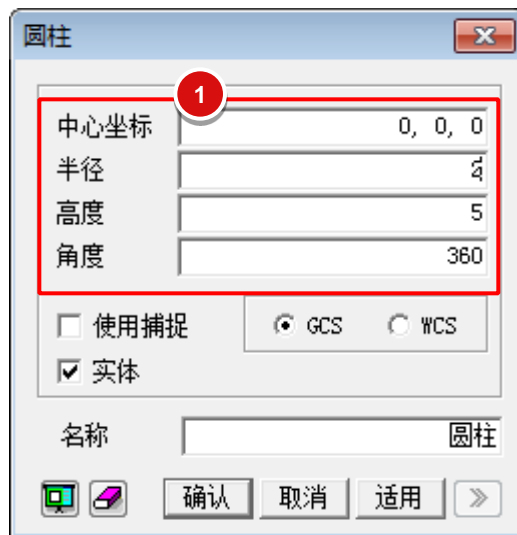 圆柱
1
中心坐标 0, 0, 0
半径
高度 5
角度 360
使用捕捉 GCS WCS
实体
名称 圆柱
确认 取消 适用